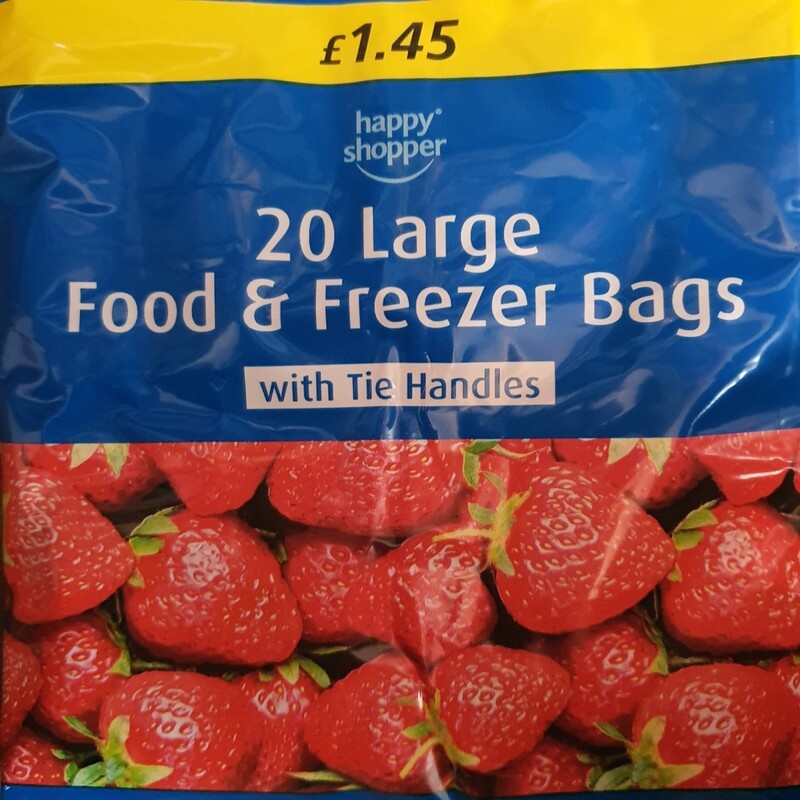 £1.45
happy®
shopper
20 Large
Food & Freezer Bags
with Tie Handles